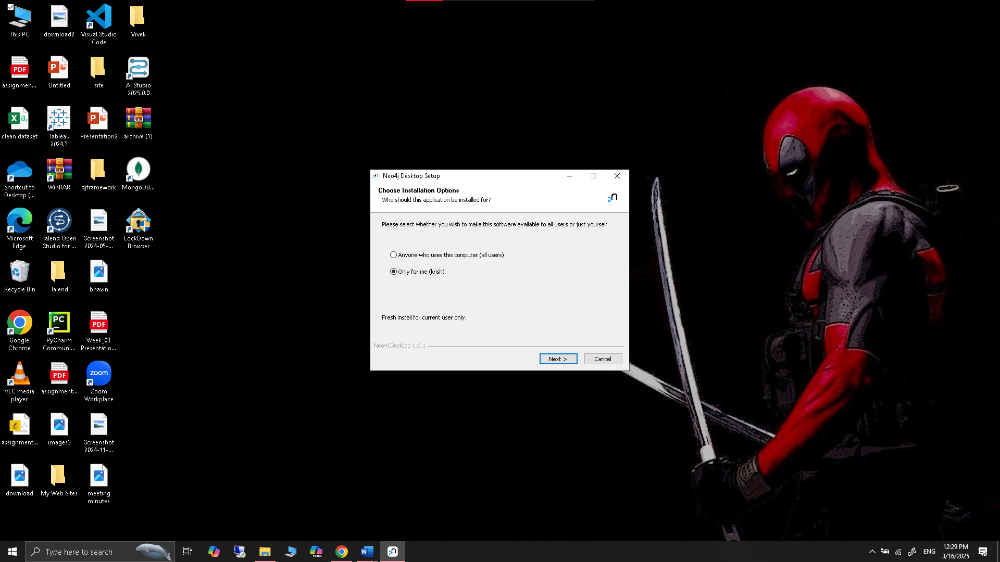 This PC
download2
Visual Studio
Code
Vivek
PDF
assignmen...
Untitled
site
AI Studio
2025.0.0
clean dataset
Tableau
2024.3
Presentation2
archive (1)
Shortcut to
Desktop (...
WinRAR
djframework
MongoDB...
Microsoft
Edge
Talend Open
Studio for ...
Screenshot
2024-05-...
LockDown
Browser
Recycle Bin
Talend
bhavin
Google
Chrome
PC
PyCharm
Communi...
PDF
Week_03
Presentatio...
VLC media
player
PDF
assignment...
zoom
Zoom
Workplace
assignment...
images3
Screenshot
2024-11-...
download
My Web Sites
meeting
minutes
Neo4j Desktop Setup
Choose Installation Options
Who should this application be installed for?
Please select whether you wish to make this software available to all users or just yourself
Anyone who uses this computer (all users)
Only for me (krish)
Fresh install for current user only.
Neo4j Desktop 1.6.1
Next >
Cancel
Type here to search
M365
ENG
12:29 PM
3/16/2025